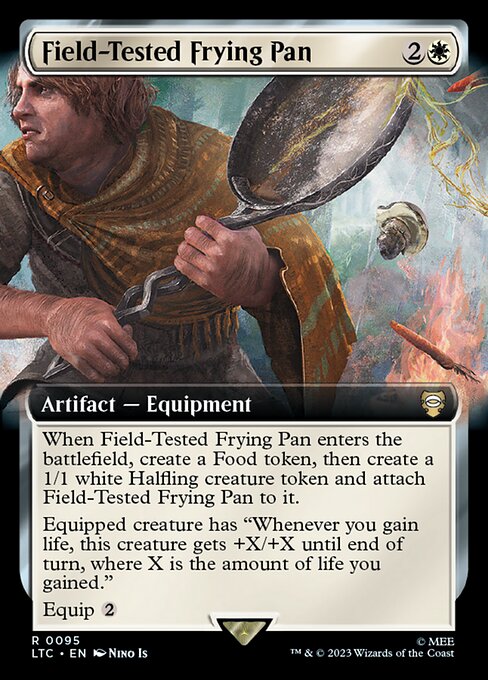 Field-Tested Frying Pan 2
Artifact — Equipment
When Field-Tested Frying Pan enters the
battlefield, create a Food token, then create a
1/1 white Halfling creature token and attach
Field-Tested Frying Pan to it.
Equipped creature has “Whenever you gain
life, this creature gets +X/+X until end of
turn, where X is the amount of life you
gained.”
Equip 2
R 0095
© MEE
LTC • EN Nino Is
™ & © 2023 Wizards of the Coast